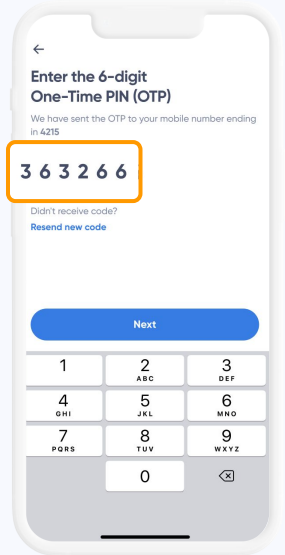 Enter the 6-digit
One-Time PIN (OTP)
We have sent the OTP to your mobile number ending
in 4215
3 6 3 2 6 6
Didn't receive code?
Resend new code
Next
1
2
3
ABC
DEF
4
5
6
GHI
JKL
MNO
7
8
9
PQRS
TUV
WXYZ
0